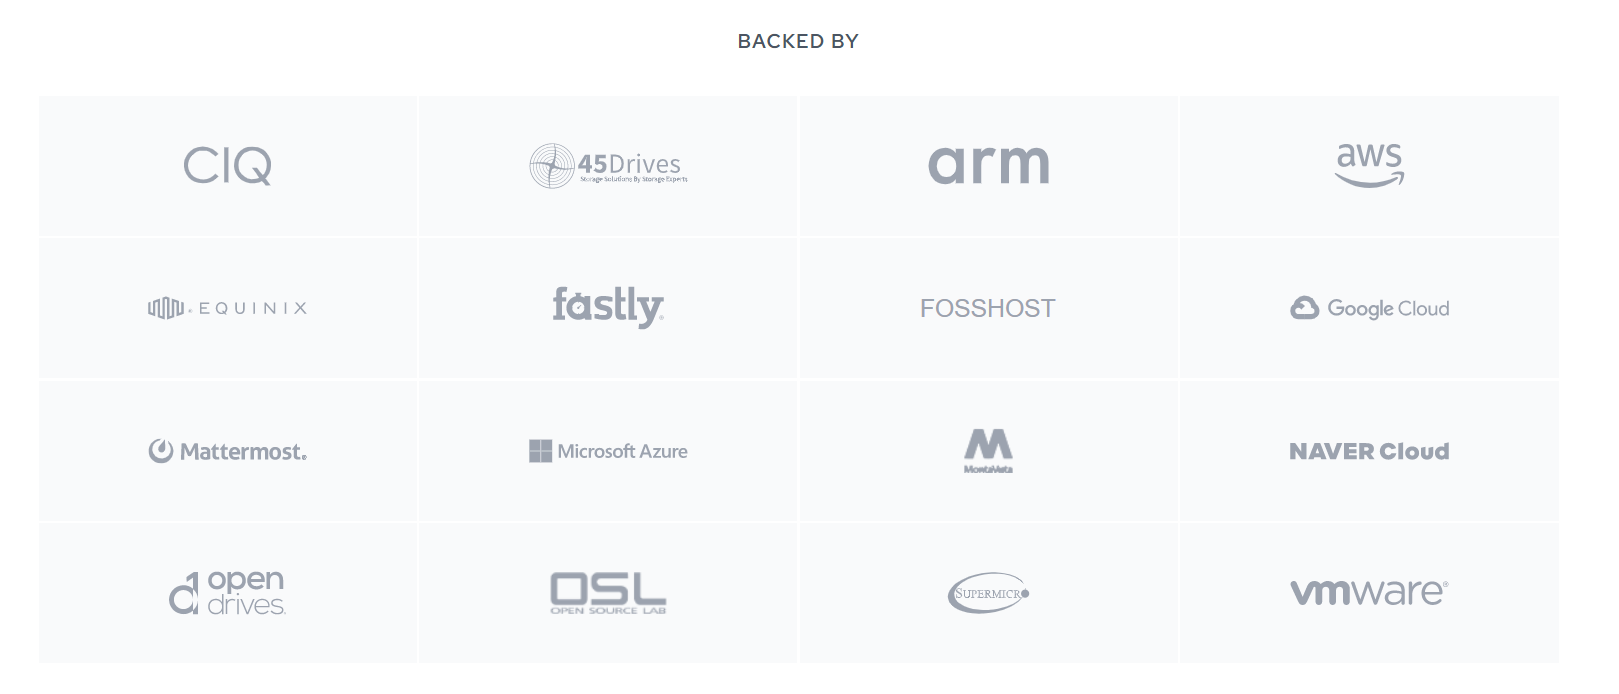 BACKED BY
CIQ
45Drives
Storage Solutions By Storage Experts
arm
aws
EQUINIX
fastly®
FOSSHOST
Google Cloud
Mattermost®
Microsoft Azure
MontaVista
NAVER Cloud
open
drives.
OSL
OPEN SOURCE LAB
SUPERMICRO
vmware®